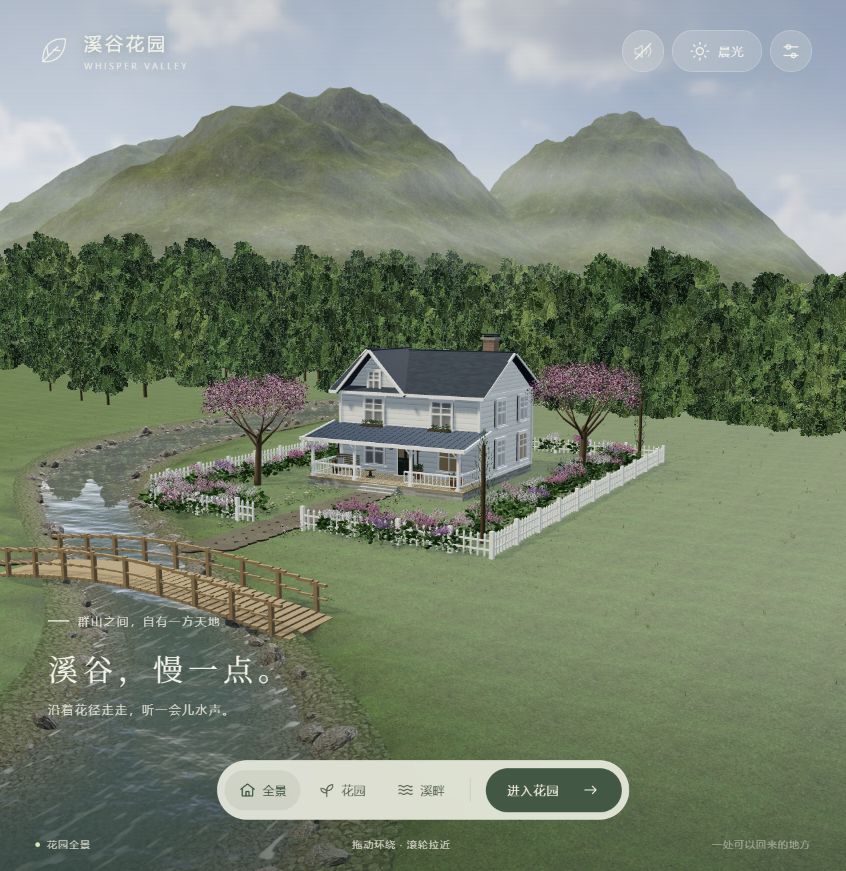 溪谷花园
WHISPER VALLEY
晨光
群山之间，自有一方天地
溪谷，慢一点。
沿着花径走走，听一会儿水声。
全景
花园
溪畔
进入花园
花园全景
拖动环绕 · 滚轮拉近
一处可以回来的地方